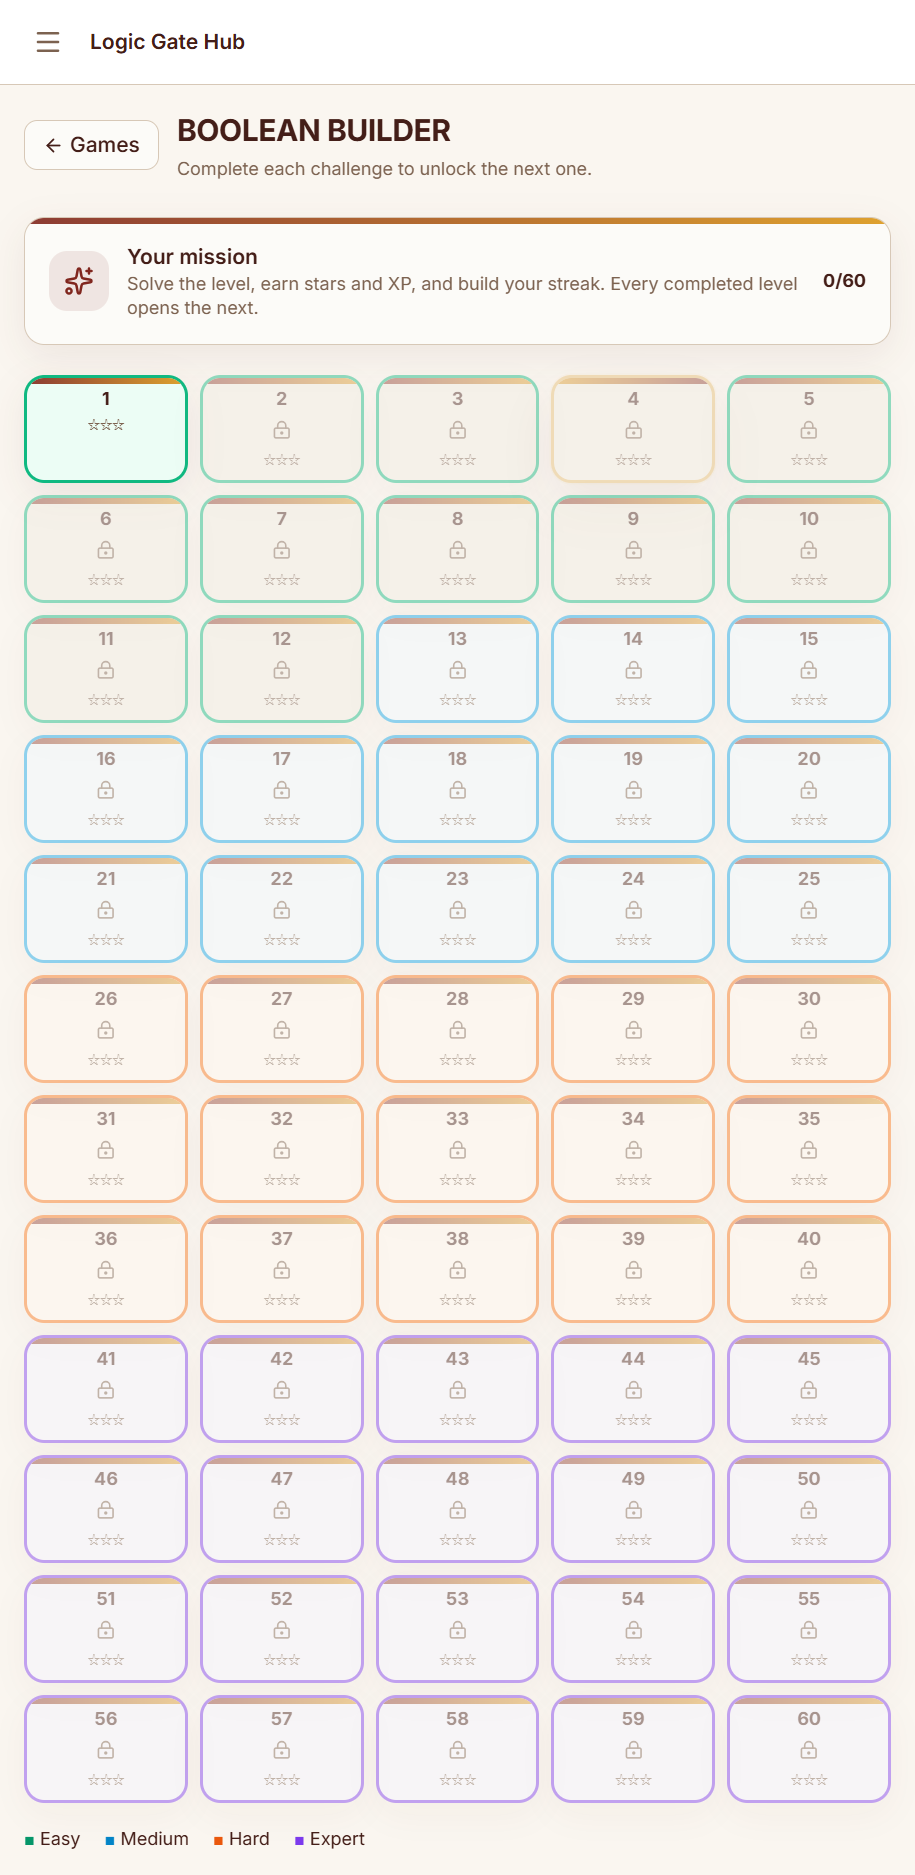 Logic Gate Hub
← Games
BOOLEAN BUILDER
Complete each challenge to unlock the next one.
Your mission
Solve the level, earn stars and XP, and build your streak. Every completed level
opens the next.
0/60
1 2 3 4 5
☆☆☆ ☆☆☆ ☆☆☆ ☆☆☆ ☆☆☆
6 7 8 9 10
☆☆☆ ☆☆☆ ☆☆☆ ☆☆☆ ☆☆☆
11 12 13 14 15
☆☆☆ ☆☆☆ ☆☆☆ ☆☆☆ ☆☆☆
16 17 18 19 20
☆☆☆ ☆☆☆ ☆☆☆ ☆☆☆ ☆☆☆
21 22 23 24 25
☆☆☆ ☆☆☆ ☆☆☆ ☆☆☆ ☆☆☆
26 27 28 29 30
☆☆☆ ☆☆☆ ☆☆☆ ☆☆☆ ☆☆☆
31 32 33 34 35
☆☆☆ ☆☆☆ ☆☆☆ ☆☆☆ ☆☆☆
36 37 38 39 40
☆☆☆ ☆☆☆ ☆☆☆ ☆☆☆ ☆☆☆
41 42 43 44 45
☆☆☆ ☆☆☆ ☆☆☆ ☆☆☆ ☆☆☆
46 47 48 49 50
☆☆☆ ☆☆☆ ☆☆☆ ☆☆☆ ☆☆☆
51 52 53 54 55
☆☆☆ ☆☆☆ ☆☆☆ ☆☆☆ ☆☆☆
56 57 58 59 60
☆☆☆ ☆☆☆ ☆☆☆ ☆☆☆ ☆☆☆
■ Easy ■ Medium ■ Hard ■ Expert